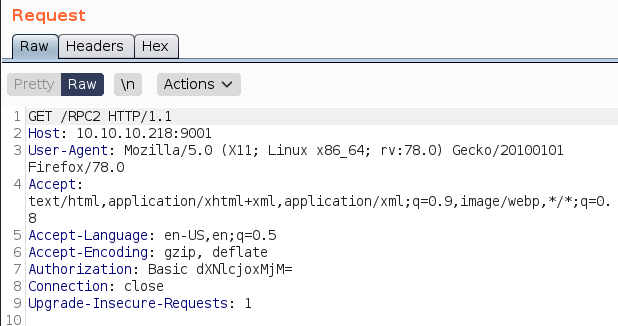 Request
Raw Headers Hex
Pretty Raw \n Actions
1 GET /RPC2 HTTP/1.1
2 Host: 10.10.10.218:9001
3 User-Agent: Mozilla/5.0 (X11; Linux x86_64; rv:78.0) Gecko/20100101
Firefox/78.0
4 Accept:
text/html,application/xhtml+xml,application/xml;q=0.9,image/webp,*/*;q=0.
8
5 Accept-Language: en-US,en;q=0.5
6 Accept-Encoding: gzip, deflate
7 Authorization: Basic dXNlcjoxMjM=
8 Connection: close
9 Upgrade-Insecure-Requests: 1
10